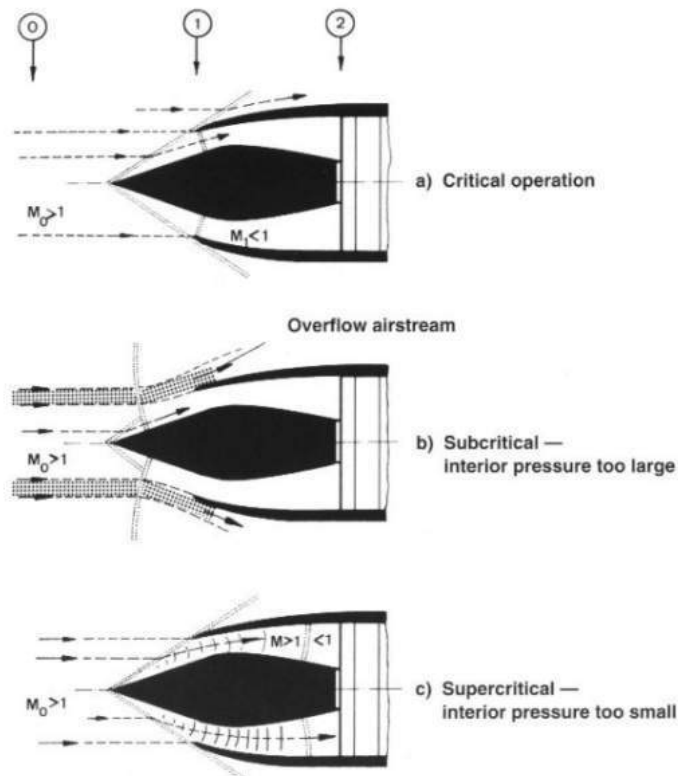 0 1 2
a) Critical operation
M₀>1
M₁<1
Overflow airstream
b) Subcritical —
interior pressure too large
M₀>1
M>1 <1
c) Supercritical —
interior pressure too small
M₀>1